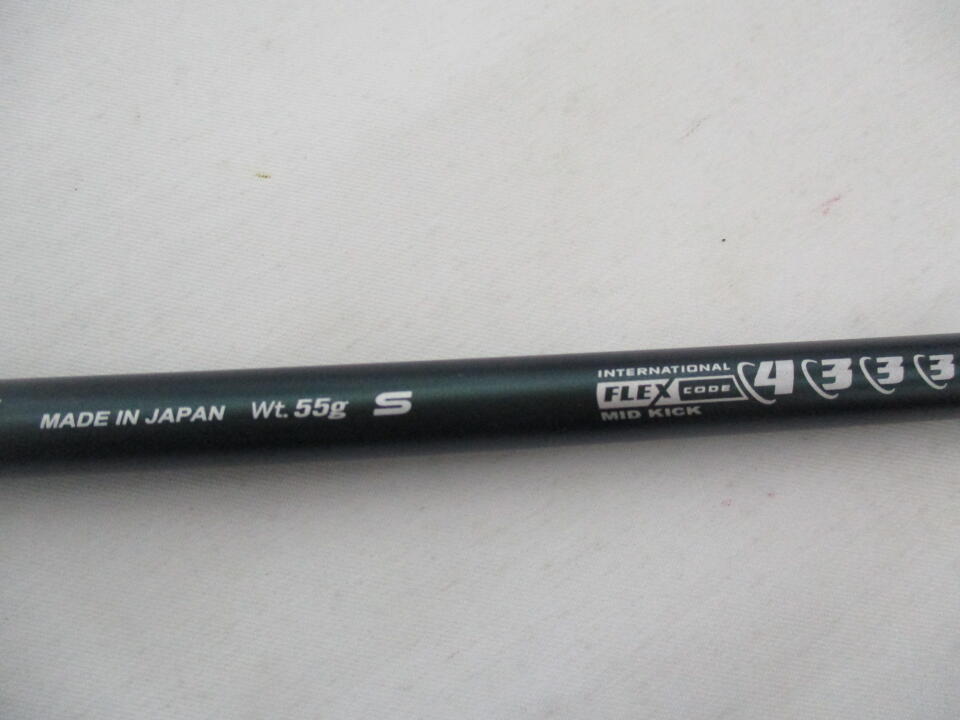 MADE IN JAPAN Wt. 55g S
INTERNATIONAL
FLEX CODE 4 3 3 3
MID KICK